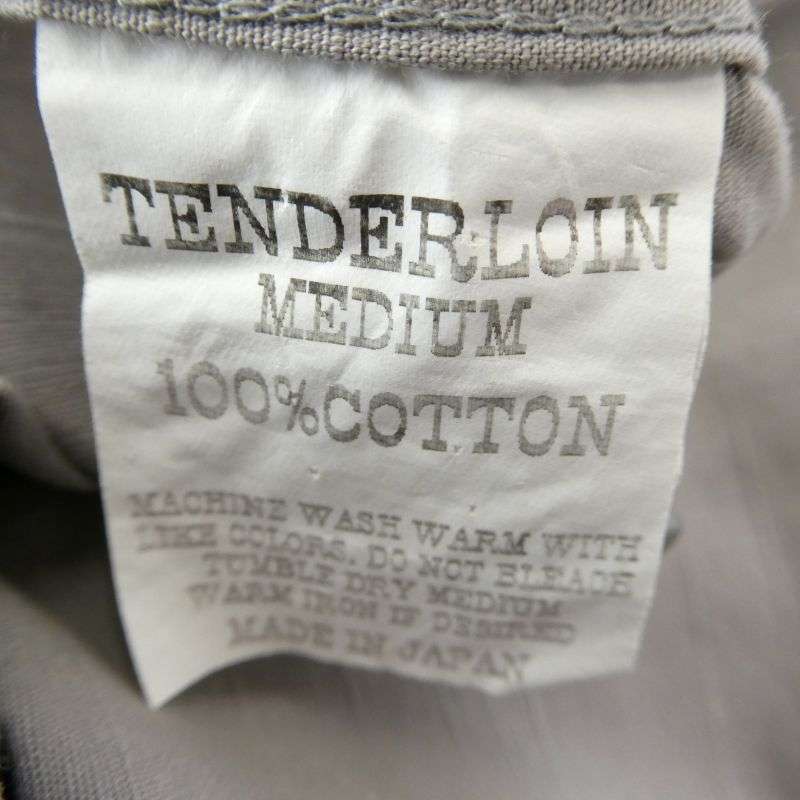 TENDERLOIN
MEDIUM
100%COTTON
MACHINE WASH WARM WITH
LIKE COLORS. DO NOT BLEACH
TUMBLE DRY MEDIUM
WARM IRON IF DESIRED
MADE IN JAPAN